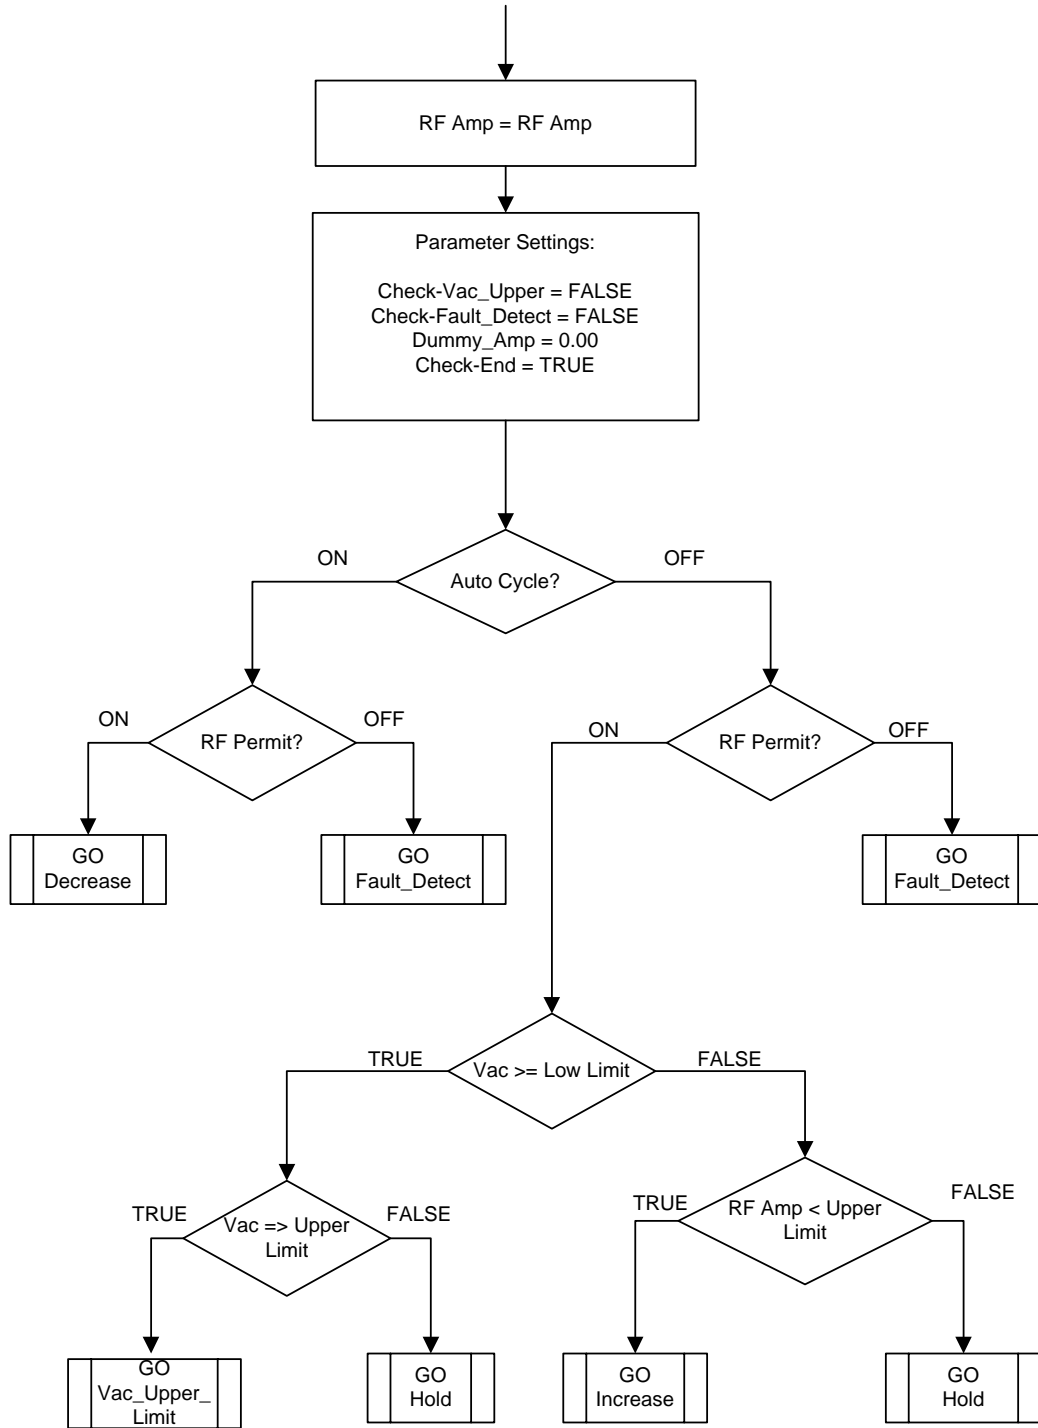 RF Amp = RF Amp
Parameter Settings:
Check-Vac_Upper = FALSE
Check-Fault_Detect = FALSE
Dummy_Amp = 0.00
Check-End = TRUE
ON
OFF
Auto Cycle?
ON
OFF
RF Permit?
ON
OFF
RF Permit?
GO
Decrease
GO
Fault_Detect
GO
Fault_Detect
TRUE
FALSE
Vac >= Low Limit
TRUE
FALSE
Vac => Upper
Limit
TRUE
FALSE
RF Amp < Upper
Limit
GO
Vac_Upper_
Limit
GO
Hold
GO
Increase
GO
Hold